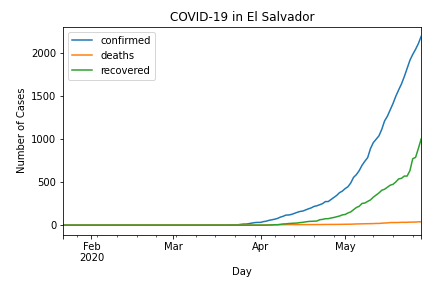 COVID-19 in El Salvador
confirmed
deaths
recovered
Number of Cases
2000
1500
1000
500
0
Feb
2020
Mar
Apr
May
Day